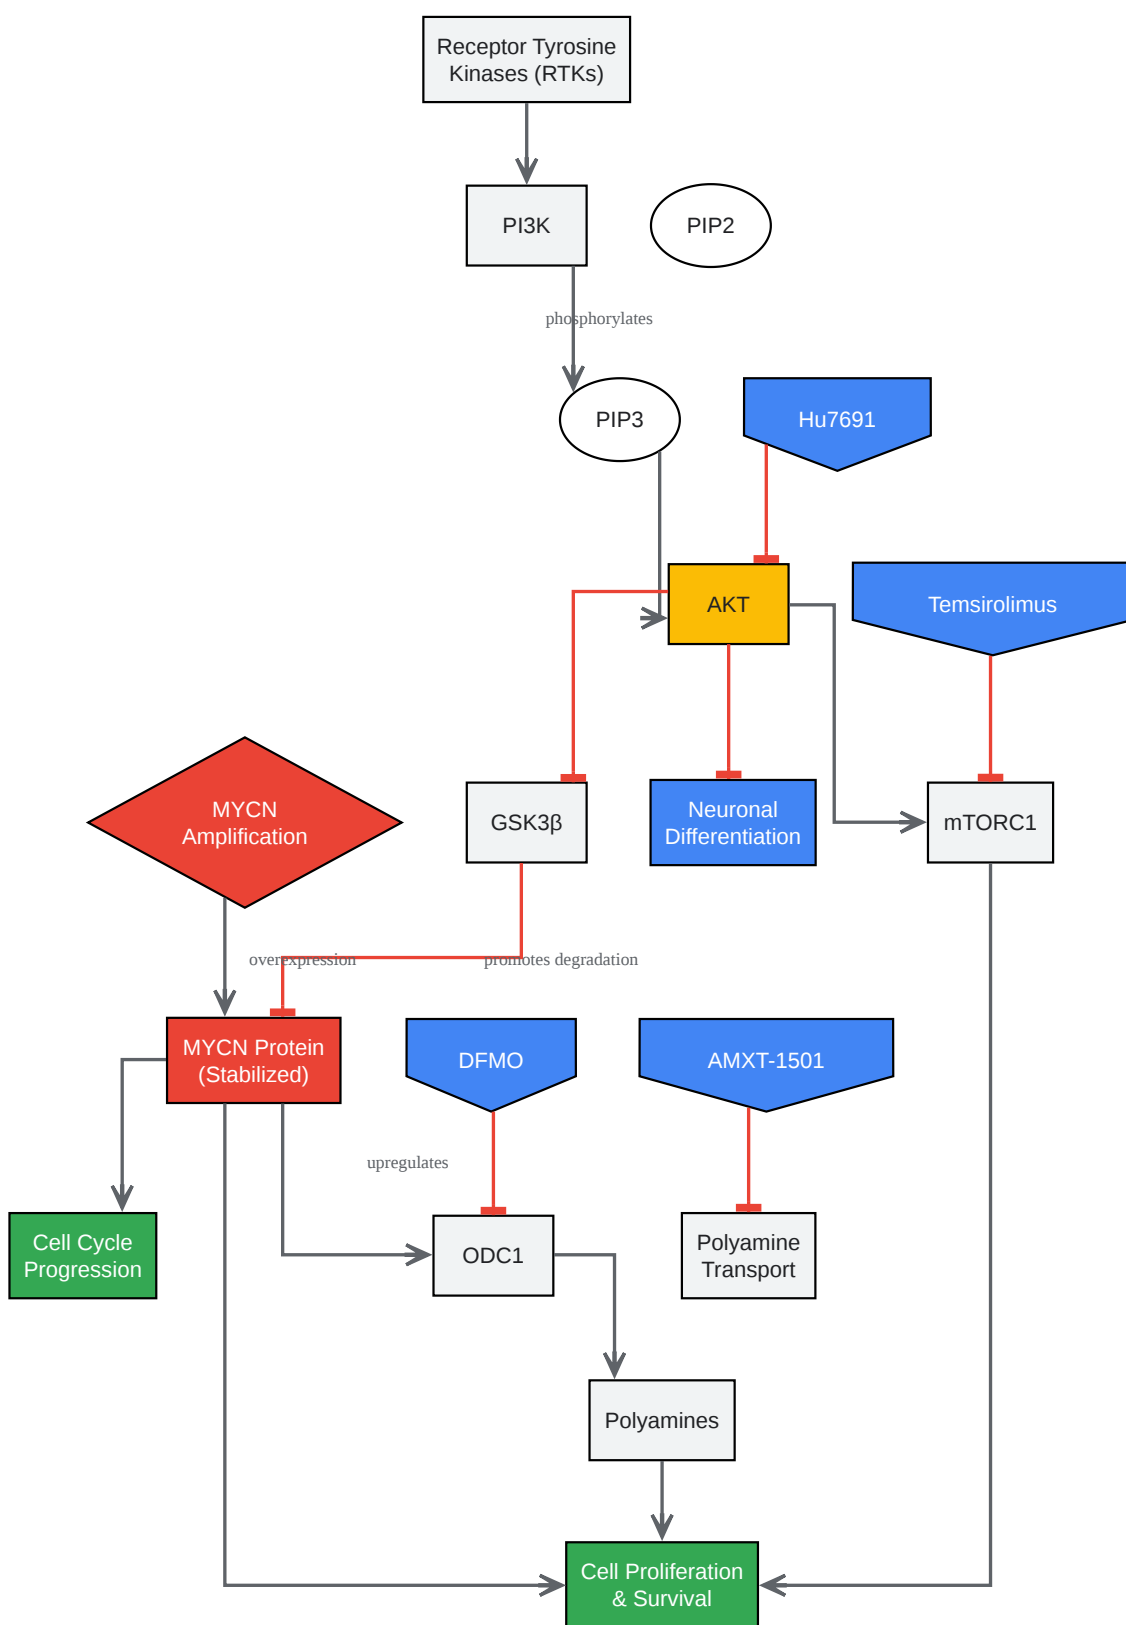 Receptor Tyrosine
Kinases (RTKs)
PI3K
PIP2
phosphorylates
PIP3
Hu7691
AKT
Temsirolimus
MYCN
Amplification
GSK3β
Neuronal
Differentiation
mTORC1
overexpression
promotes degradation
MYCN Protein
(Stabilized)
DFMO
AMXT-1501
upregulates
Cell Cycle
Progression
ODC1
Polyamine
Transport
Polyamines
Cell Proliferation
& Survival